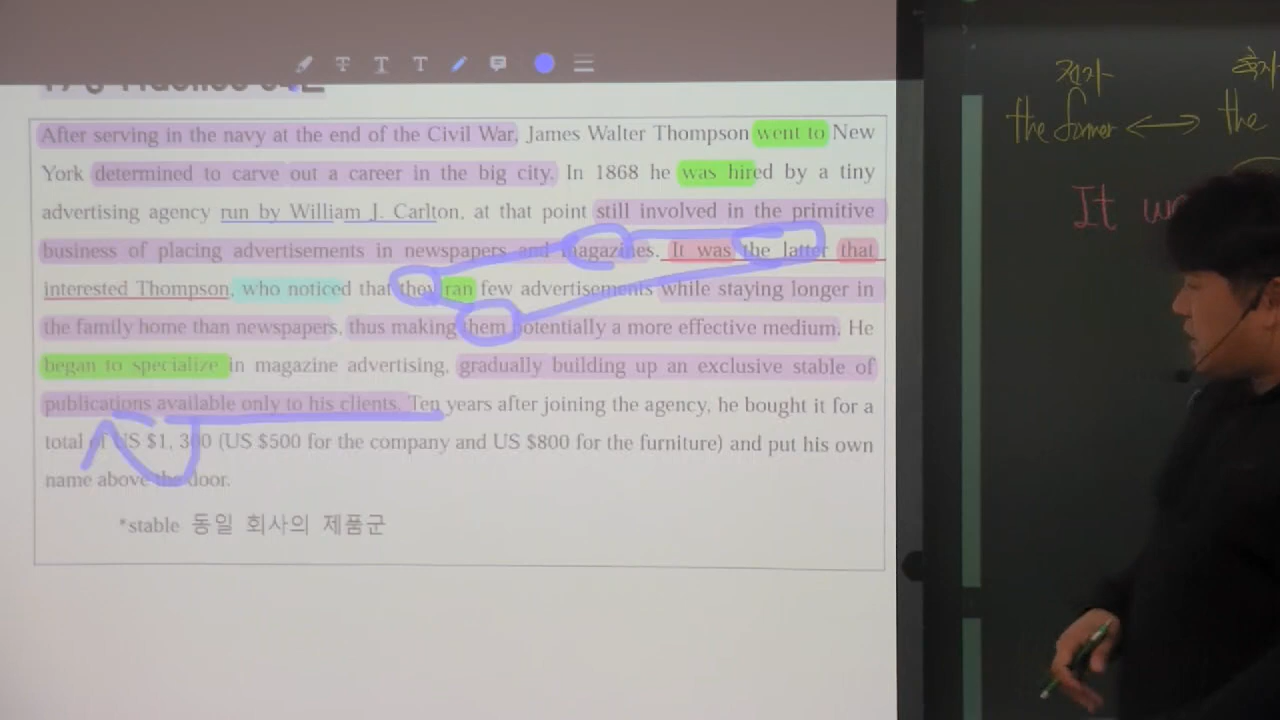 After serving in the navy at the end of the Civil War, James Walter Thompson went to New
York determined to carve out a career in the big city. In 1868 he was hired by a tiny
advertising agency run by William J. Carlton, at that point still involved in the primitive
business of placing advertisements in newspapers and magazines. It was the latter that
interested Thompson, who noticed that they ran few advertisements while staying longer in
the family home than newspapers, thus making them potentially a more effective medium. He
began to specialize in magazine advertising, gradually building up an exclusive stable of
publications available only to his clients. Ten years after joining the agency, he bought it for a
total of US $1, 300 (US $500 for the company and US $800 for the furniture) and put his own
name above the door.
*stable 동일 회사의 제품군
전자
the former ↔ the
It